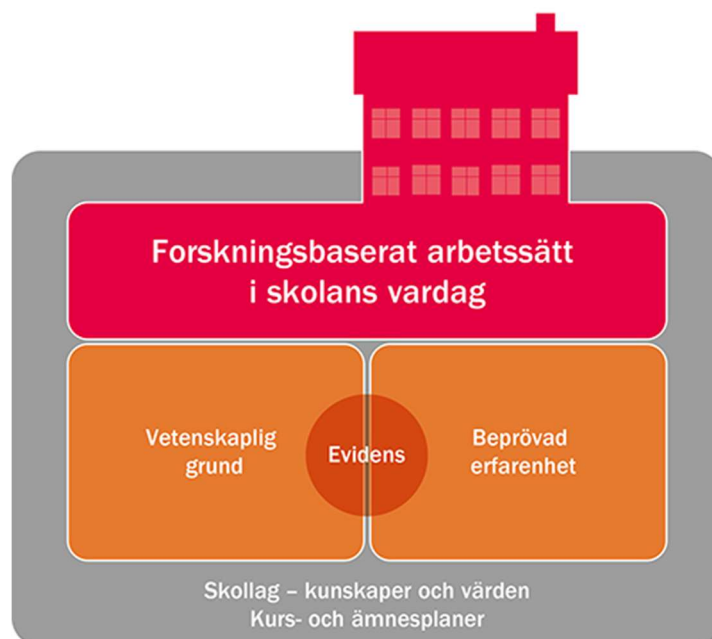 Forskningsbaserat arbetssätt
i skolans vardag
Vetenskaplig
grund
Evidens
Beprövad
erfarenhet
Skollag – kunskaper och värden
Kurs- och ämnesplaner